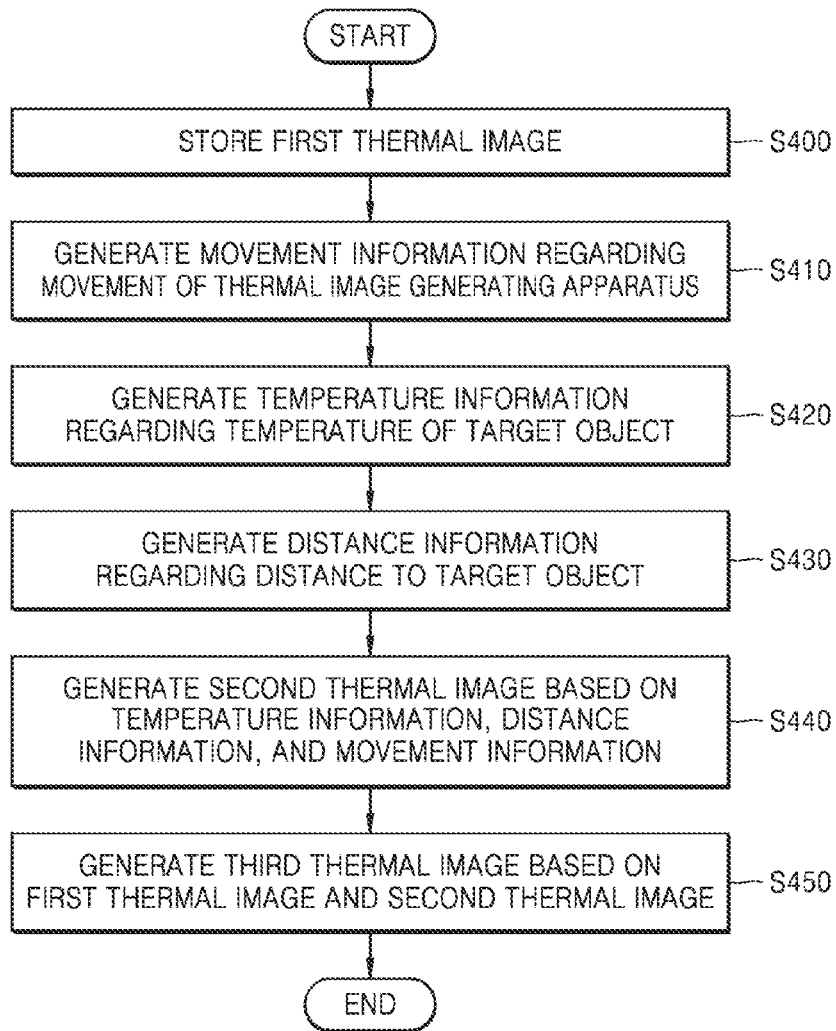 START
STORE FIRST THERMAL IMAGE
S400
GENERATE MOVEMENT INFORMATION REGARDING
MOVEMENT OF THERMAL IMAGE GENERATING APPARATUS
S410
GENERATE TEMPERATURE INFORMATION
REGARDING TEMPERATURE OF TARGET OBJECT
S420
GENERATE DISTANCE INFORMATION
REGARDING DISTANCE TO TARGET OBJECT
S430
GENERATE SECOND THERMAL IMAGE BASED ON
TEMPERATURE INFORMATION, DISTANCE
INFORMATION, AND MOVEMENT INFORMATION
S440
GENERATE THIRD THERMAL IMAGE BASED ON
FIRST THERMAL IMAGE AND SECOND THERMAL IMAGE
S450
END